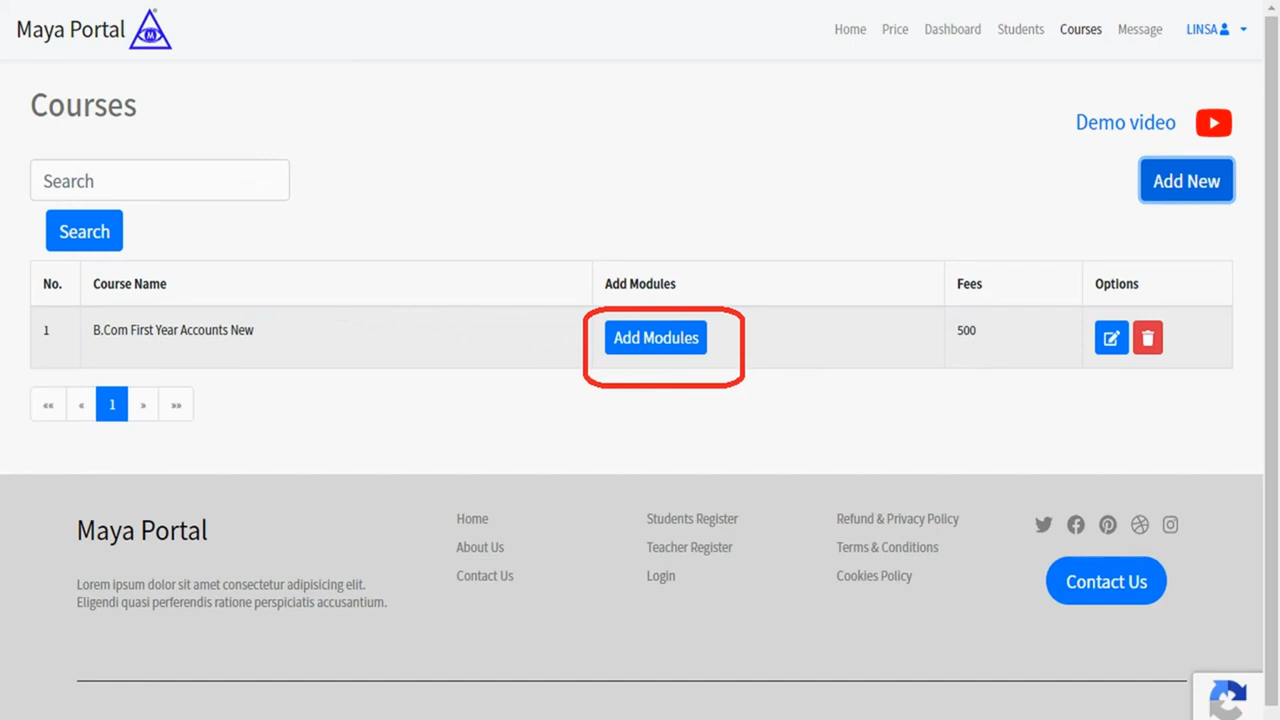 Maya Portal
Home Price Dashboard Students Courses Message LINSA
Courses
Demo video
Search
Add New
Search
No. Course Name Add Modules Fees Options
1 B.Com First Year Accounts New Add Modules 500
«« « 1 » »»
Maya Portal
Lorem ipsum dolor sit amet consectetur adipisicing elit.
Eligendi quasi perferendis ratione perspiciatis accusantium.
Home
About Us
Contact Us
Students Register
Teacher Register
Login
Refund & Privacy Policy
Terms & Conditions
Cookies Policy
Contact Us